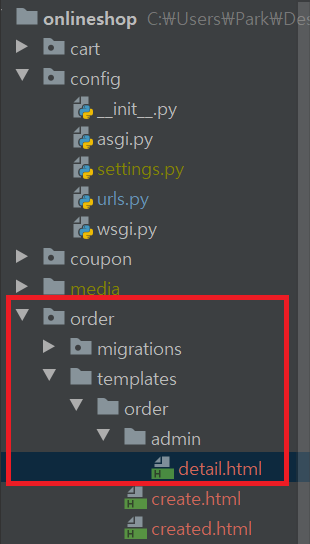 onlineshop C:₩Users₩Park₩Des
cart
config
__init__.py
asgi.py
settings.py
urls.py
wsgi.py
coupon
media
order
migrations
templates
order
admin
detail.html
create.html
created.html